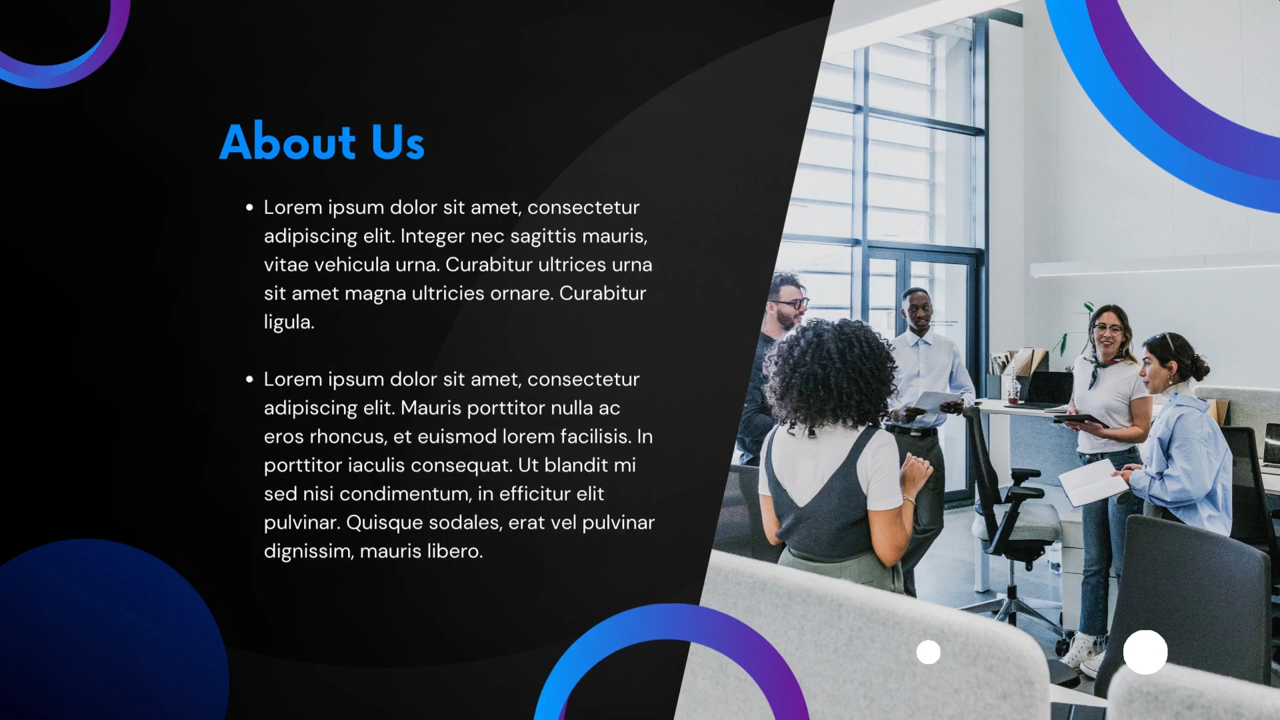 About Us
Lorem ipsum dolor sit amet, consectetur
adipiscing elit. Integer nec sagittis mauris,
vitae vehicula urna. Curabitur ultrices urna
sit amet magna ultricies ornare. Curabitur
ligula.
Lorem ipsum dolor sit amet, consectetur
adipiscing elit. Mauris porttitor nulla ac
eros rhoncus, et euismod lorem facilisis. In
porttitor iaculis consequat. Ut blandit mi
sed nisi condimentum, in efficitur elit
pulvinar. Quisque sodales, erat vel pulvinar
dignissim, mauris libero.